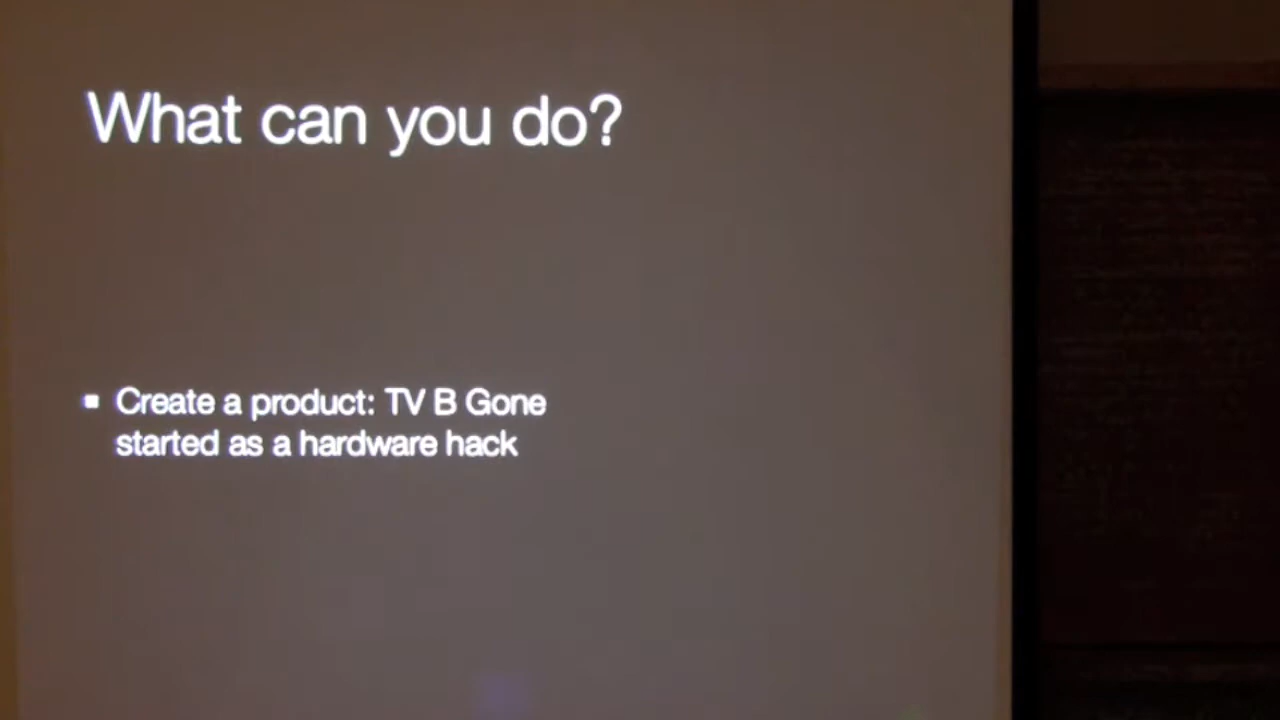 What can you do?
▪ Create a product: TV B Gone
started as a hardware hack